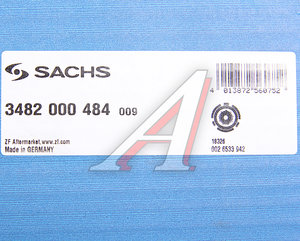 SACHS
4 013872 560752
3482 000 484 009
ZF Aftermarket, www.zf.com
Made in GERMANY
18328
002 6533 942